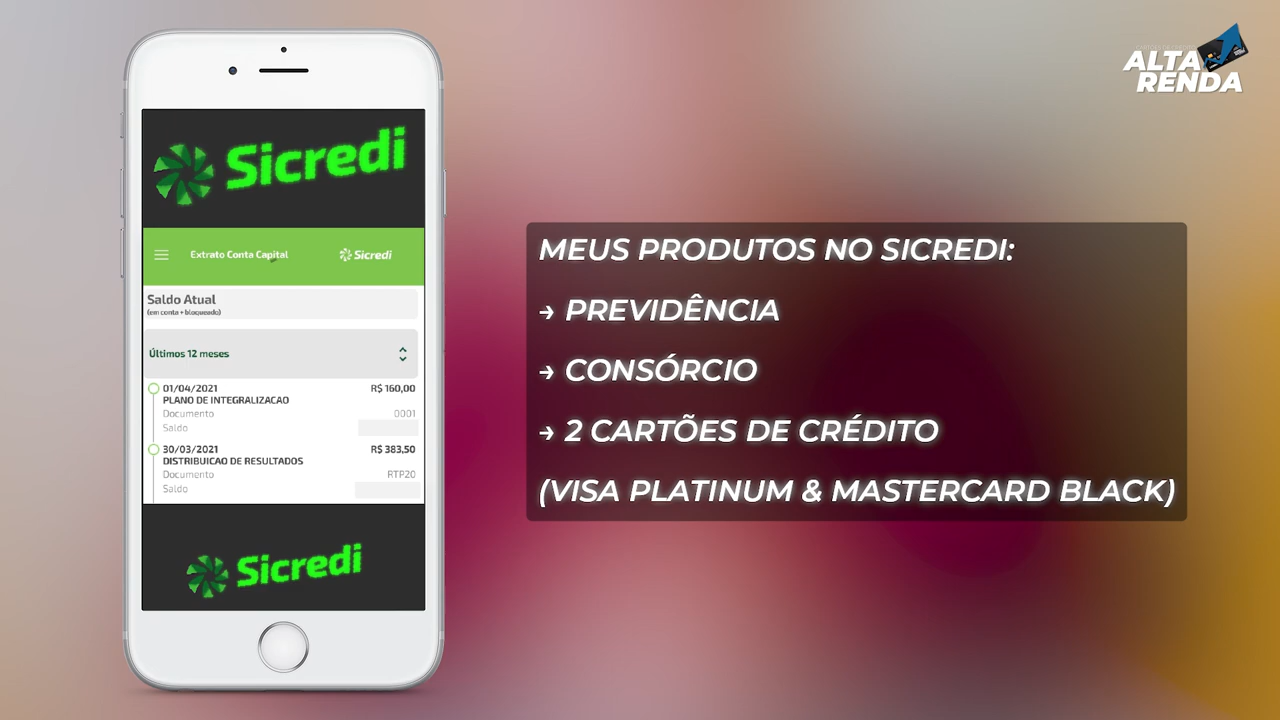 ALTA
RENDA
Sicredi
Extrato Conta Capital
Sicredi
Saldo Atual
(em conta + bloqueado)
Últimos 12 meses
01/04/2021 R$ 160,00
PLANO DE INTEGRALIZACAO
Documento 0001
Saldo
30/03/2021 R$ 383,50
DISTRIBUICAO DE RESULTADOS
Documento RTP20
Saldo
Sicredi
MEUS PRODUTOS NO SICREDI:
→ PREVIDÊNCIA
→ CONSÓRCIO
→ 2 CARTÕES DE CRÉDITO
(VISA PLATINUM & MASTERCARD BLACK)